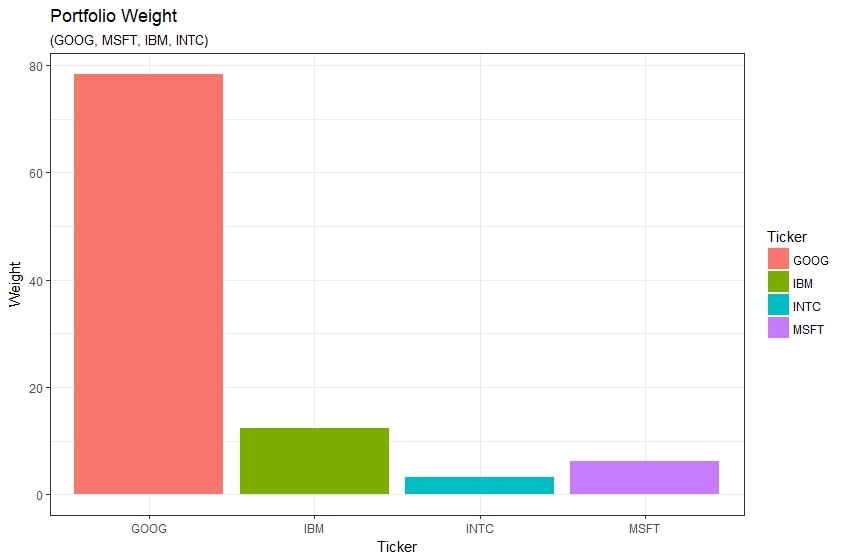 Portfolio Weight
(GOOG, MSFT, IBM, INTC)
80
60
40
20
0
Weight
GOOG IBM INTC MSFT
Ticker
Ticker
GOOG
IBM
INTC
MSFT